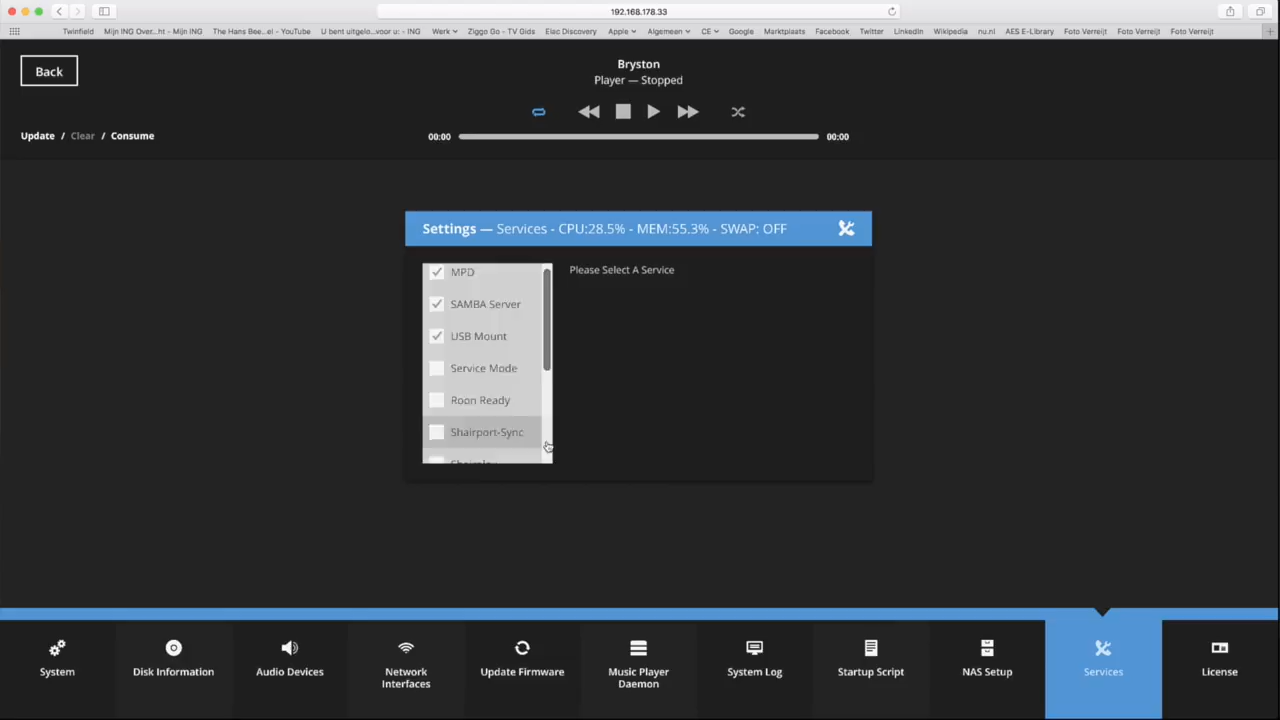 192.168.178.33
Twinfield
Mijn ING Over...ht - Mijn ING
The Hans Bee...el - YouTube
U bent uitgelo...voor u: - ING
Werk
Ziggo Go - TV Gids
Elac Discovery
Apple
Algemeen
CE
Google
Marktplaats
Facebook
Twitter
LinkedIn
Wikipedia
nu.nl
AES E-Library
Foto Verreijt
Foto Verreijt
Foto Verreijt
Back
Bryston
Player — Stopped
Update / Clear / Consume
00:00
00:00
Settings — Services - CPU:28.5% - MEM:55.3% - SWAP: OFF
MPD
Please Select A Service
SAMBA Server
USB Mount
Service Mode
Roon Ready
Shairport-Sync
System
Disk Information
Audio Devices
Network
Interfaces
Update Firmware
Music Player
Daemon
System Log
Startup Script
NAS Setup
Services
License